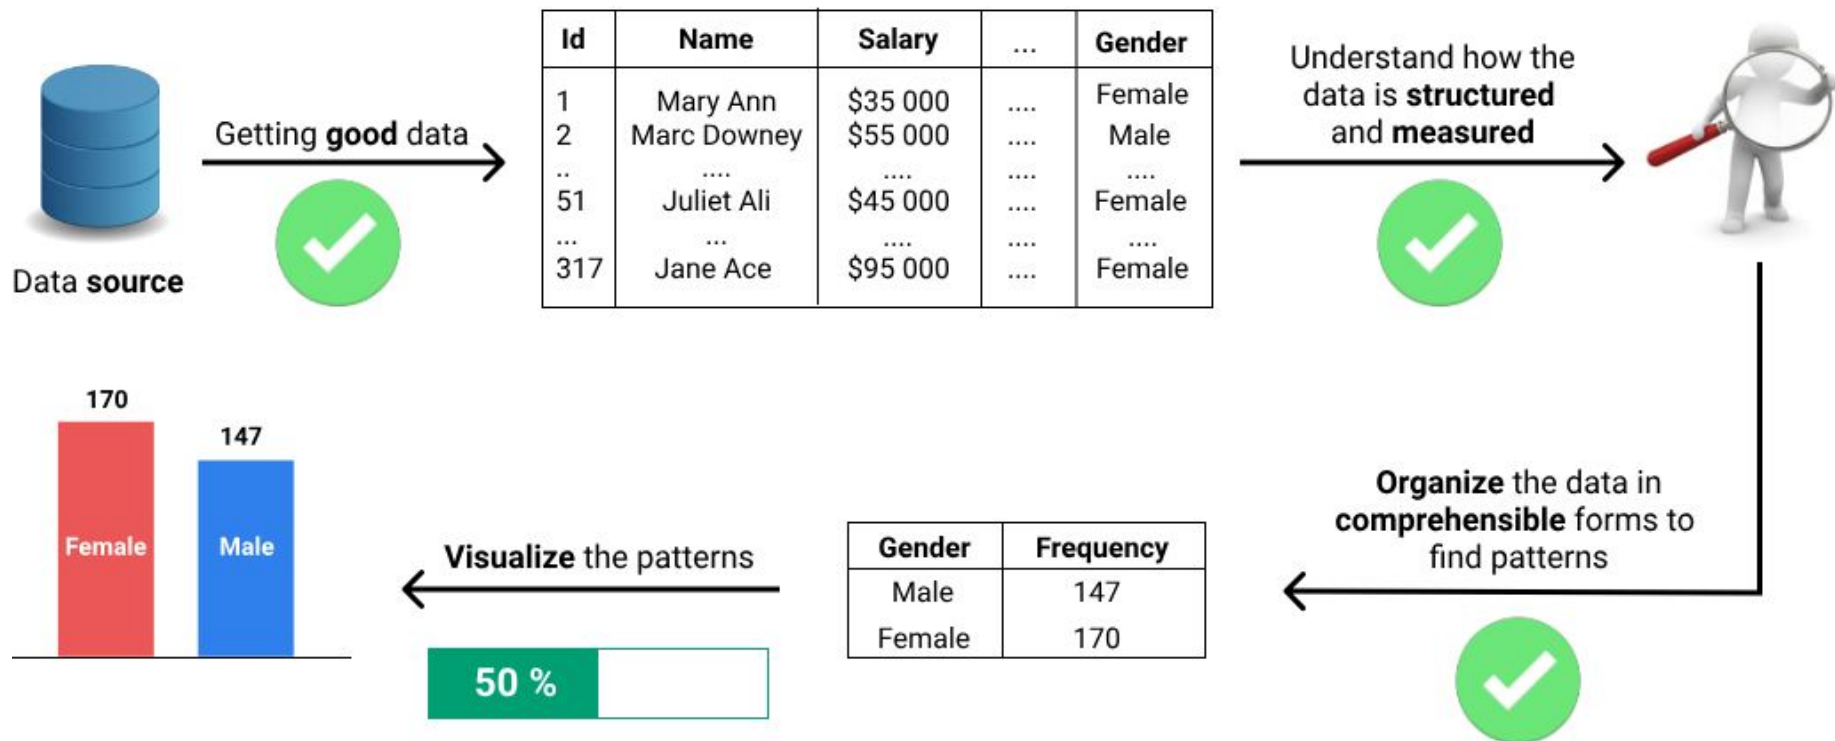 Data source
Getting good data
Id Name Salary ... Gender
1 Mary Ann $35 000 .... Female
2 Marc Downey $55 000 .... Male
.. .... .... .... ....
51 Juliet Ali $45 000 .... Female
... ... .... .... ....
317 Jane Ace $95 000 .... Female
Understand how the
data is structured
and measured
Organize the data in
comprehensible forms to
find patterns
Gender Frequency
Male 147
Female 170
Visualize the patterns
50 %
170
147
Female Male